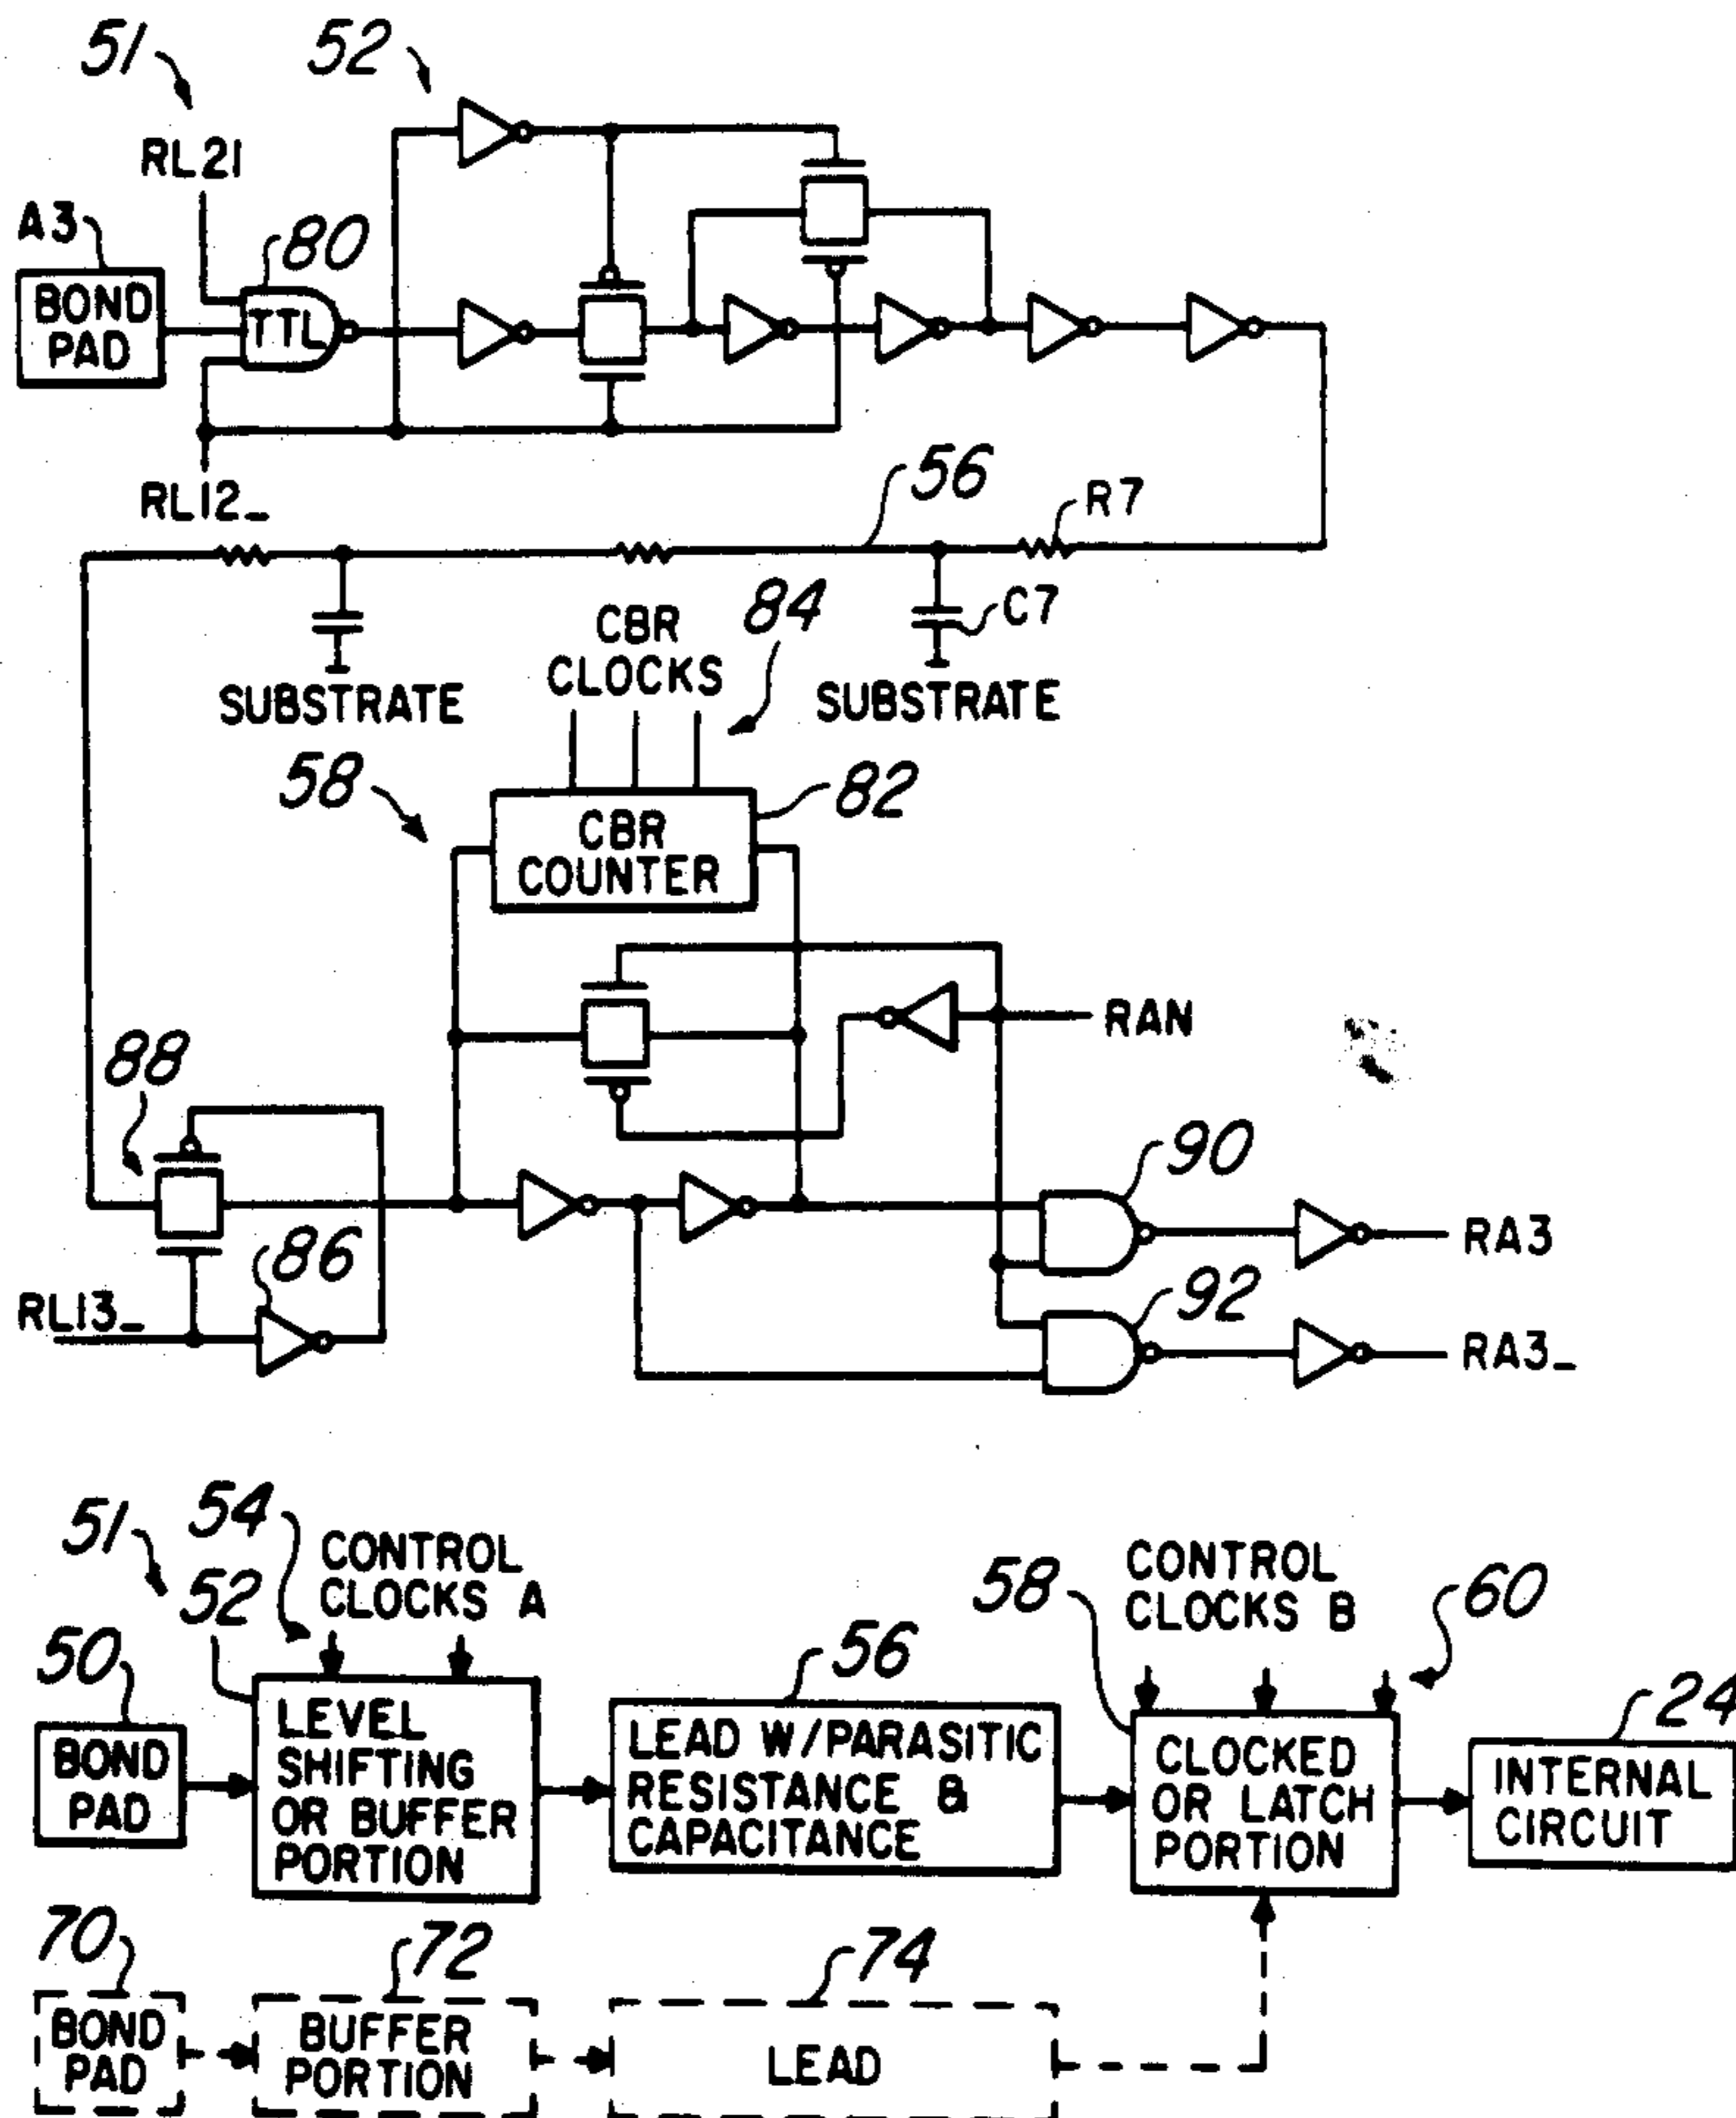 51
52
RL21
A3
80
BOND
PAD
TTL
RL12_
56
R7
C7
SUBSTRATE
CBR
CLOCKS
84
SUBSTRATE
58
82
CBR
COUNTER
RAN
88
90
RA3
86
92
RL13_
RA3_
51
54
CONTROL
CLOCKS A
52
50
BOND
PAD
LEVEL
SHIFTING
OR BUFFER
PORTION
56
LEAD W/PARASITIC
RESISTANCE &
CAPACITANCE
58
CONTROL
CLOCKS B
60
CLOCKED
OR LATCH
PORTION
24
INTERNAL
CIRCUIT
70
BOND
PAD
72
BUFFER
PORTION
74
LEAD